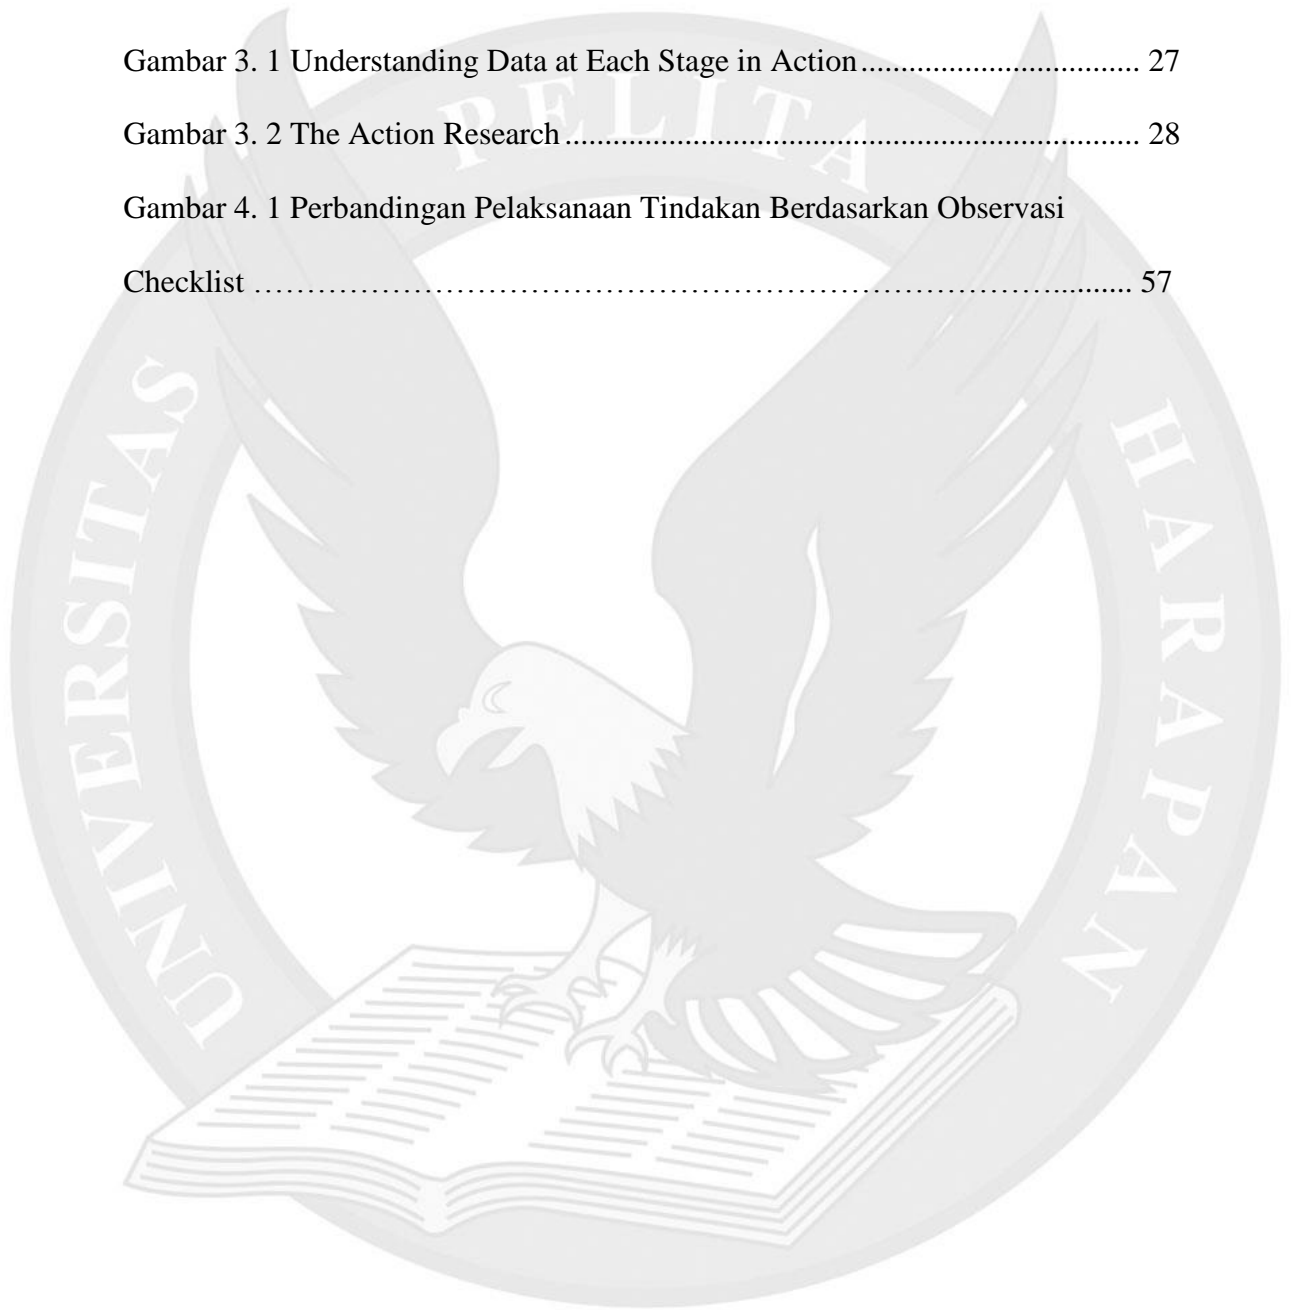 Gambar 3. 1 Understanding Data at Each Stage in Action.................................. 27
Gambar 3. 2 The Action Research......................................................................... 28
Gambar 4. 1 Perbandingan Pelaksanaan Tindakan Berdasarkan Observasi
Checklist …………………………………………………………………........... 57
UNIVERSITAS
PELITA
HARAPAN